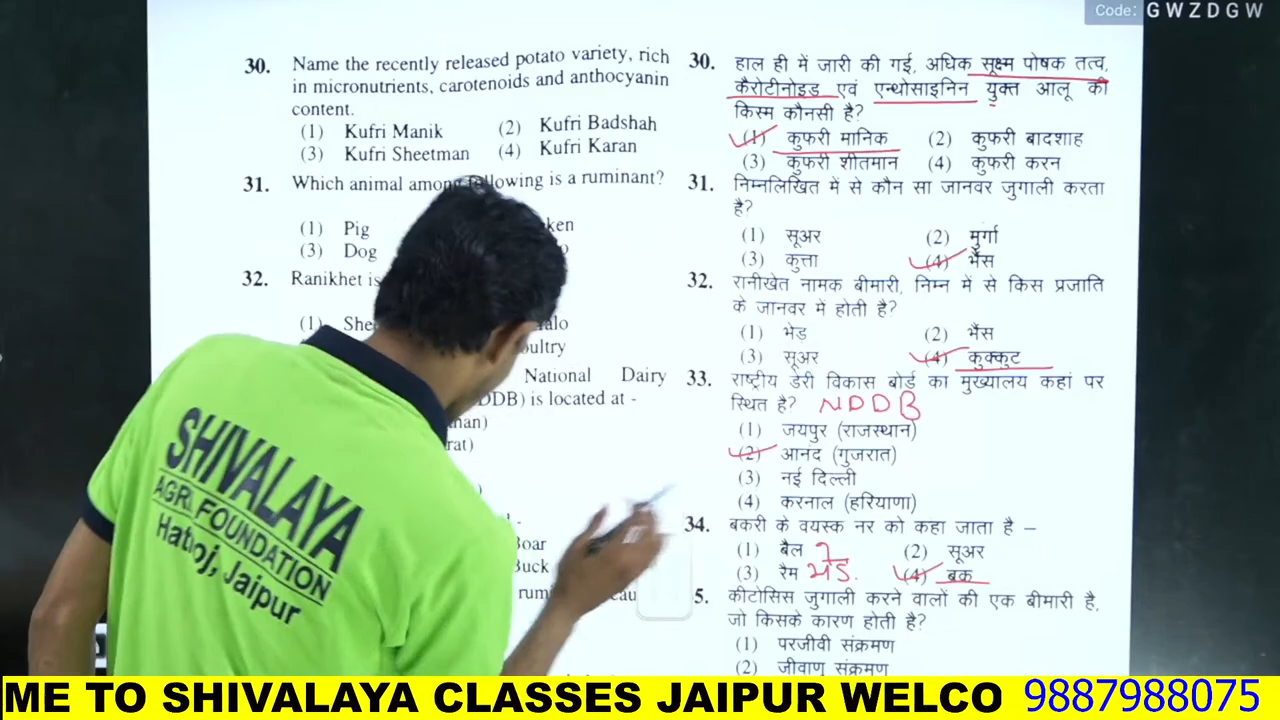 Code: G W Z D G W
30. Name the recently released potato variety, rich
in micronutrients, carotenoids and anthocyanin
content.
(1) Kufri Manik (2) Kufri Badshah
(3) Kufri Sheetman (4) Kufri Karan
31. Which animal among following is a ruminant?
(1) Pig
(3) Dog
32. Ranikhet is
(1)
National Dairy
is located at -
30. हाल ही में जारी की गई, अधिक सूक्ष्म पोषक तत्व,
कैरोटीनोइड एवं एन्थोसाइनिन युक्त आलू की
किस्म कौनसी है?
(1) कुफरी मानिक (2) कुफरी बादशाह
(3) कुफरी शीतमान (4) कुफरी करन
31. निम्नलिखित में से कौन सा जानवर जुगाली करता
है?
(1) सूअर (2) मुर्गा
(3) कुत्ता (4) भैंस
32. रानीखेत नामक बीमारी, निम्न में से किस प्रजाति
के जानवर में होती है?
(1) भेड़ (2) भैंस
(3) सूअर (4) कुक्कुट
33. राष्ट्रीय डेरी विकास बोर्ड का मुख्यालय कहां पर
स्थित है? NDDB
(1) जयपुर (राजस्थान)
(2) आनंद (गुजरात)
(3) नई दिल्ली
(4) करनाल (हरियाणा)
34. बकरी के वयस्क नर को कहा जाता है –
(1) बैल (2) सूअर
(3) रैम भेड़. (4) बक
कीटोसिस जुगाली करने वालों की एक बीमारी है,
जो किसके कारण होती है?
(1) परजीवी संक्रमण
(2) जीवाणु संक्रमण
SHIVALAYA
AGRI FOUNDATION
Hatoj, Jaipur
ME TO SHIVALAYA CLASSES JAIPUR WELCO 9887988075